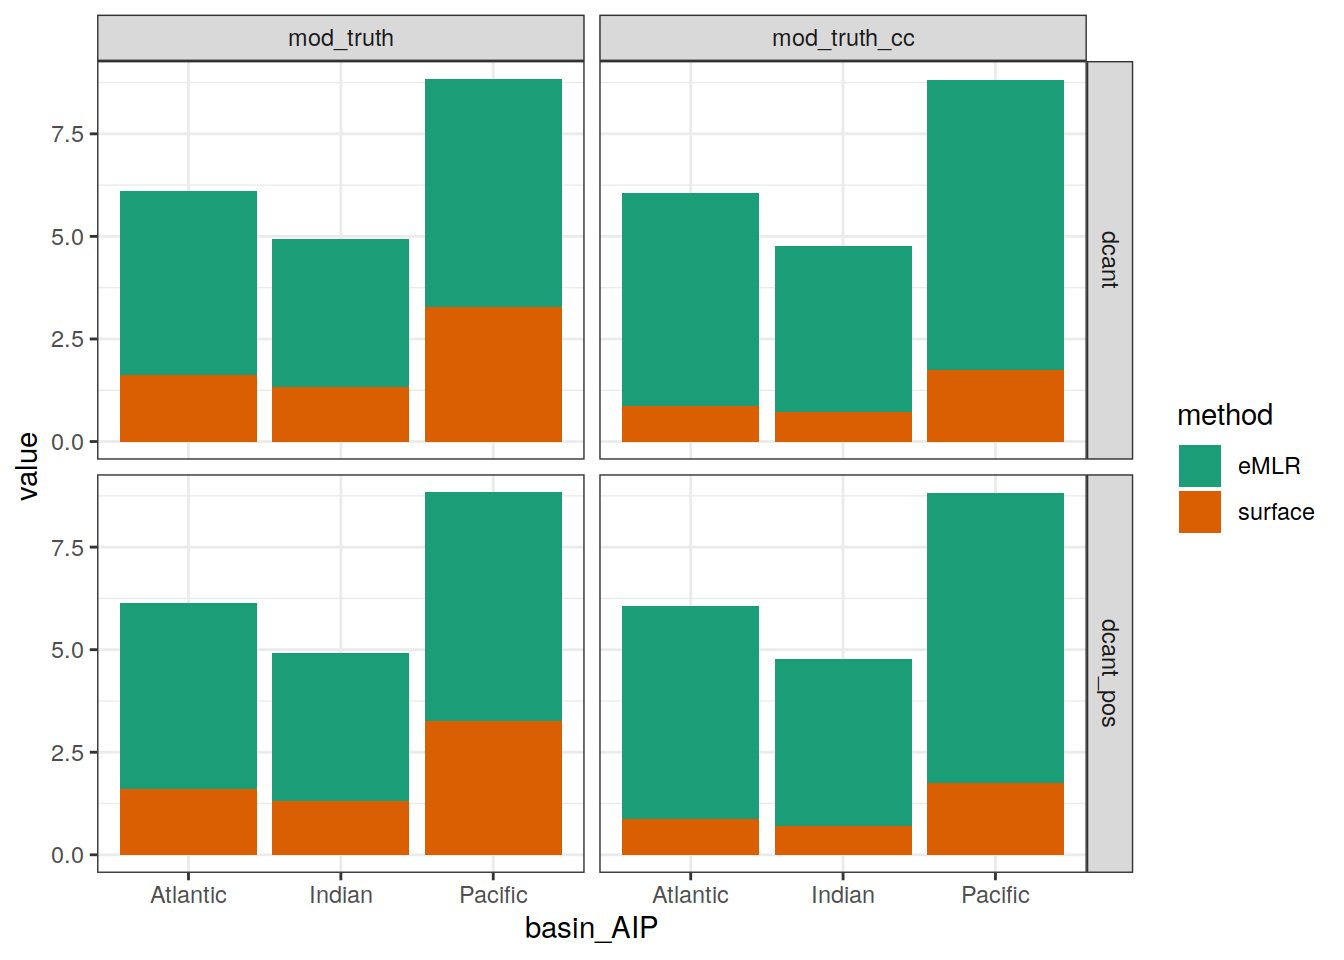 mod_truth
mod_truth_cc
7.5
5.0
2.5
0.0
dcant
7.5
5.0
2.5
0.0
dcant_pos
Atlantic
Indian
Pacific
Atlantic
Indian
Pacific
basin_AIP
value
method
eMLR
surface